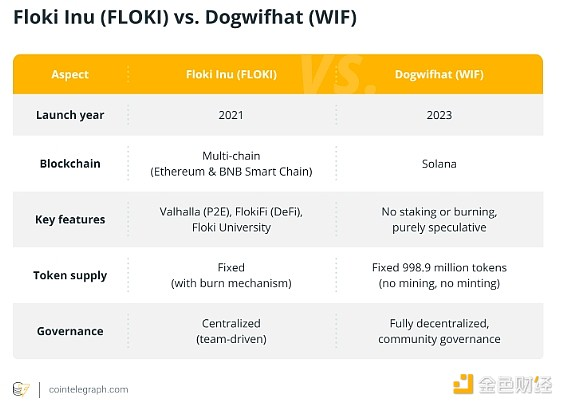 Floki Inu (FLOKI) vs. Dogwifhat (WIF)
vs.
Aspect Floki Inu (FLOKI) Dogwifhat (WIF)
Launch year 2021 2023
Blockchain Multi-chain Solana
(Ethereum & BNB Smart Chain)
Key features Valhalla (P2E), FlokiFi (DeFi), No staking or burning,
Floki University purely speculative
Token supply Fixed Fixed 998.9 million tokens
(with burn mechanism) (no mining, no minting)
Governance Centralized Fully decentralized,
(team-driven) community governance
cointelegraph.com
金色财经